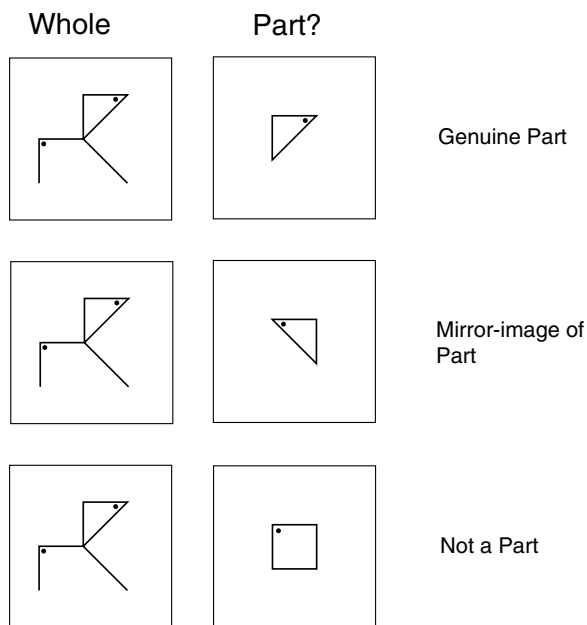 Whole Part?
Genuine Part
Mirror-image of
Part
Not a Part